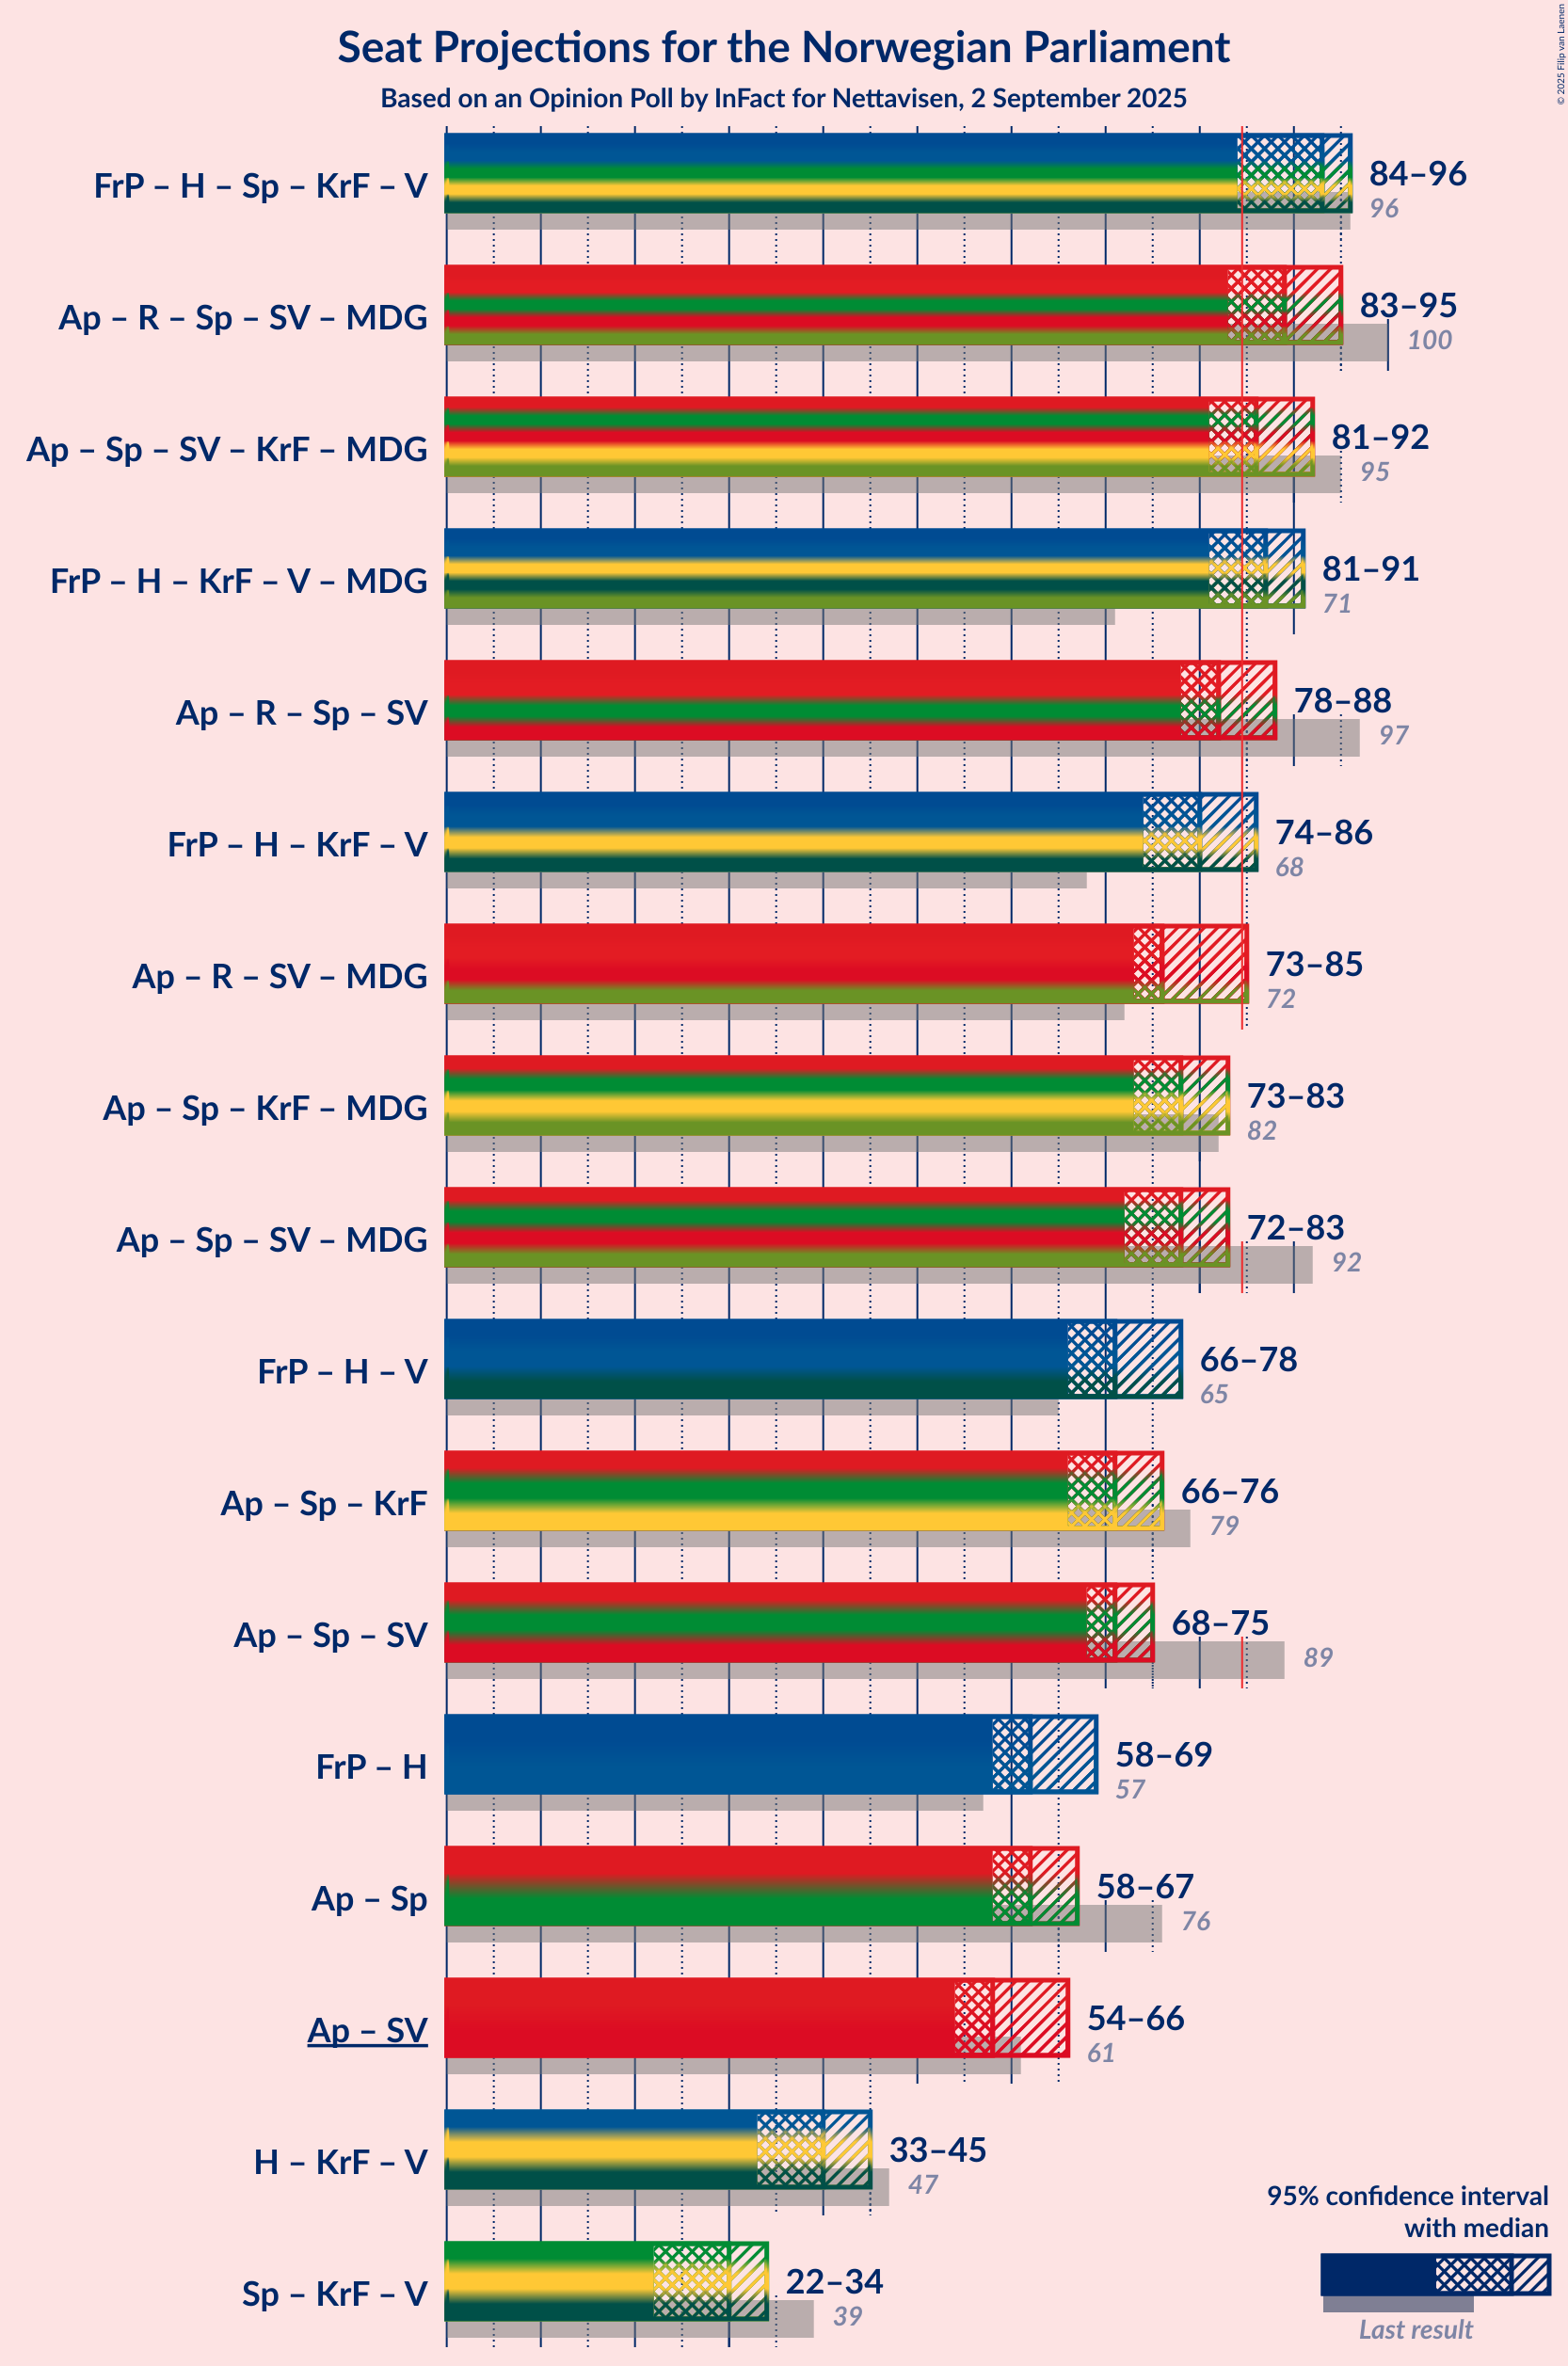 Seat Projections for the Norwegian Parliament
Based on an Opinion Poll by InFact for Nettavisen, 2 September 2025
© 2025 Filip van Laenen
FrP – H – Sp – KrF – V
84–96
96
Ap – R – Sp – SV – MDG
83–95
100
Ap – Sp – SV – KrF – MDG
81–92
95
FrP – H – KrF – V – MDG
81–91
71
Ap – R – Sp – SV
78–88
97
FrP – H – KrF – V
74–86
68
Ap – R – SV – MDG
73–85
72
Ap – Sp – KrF – MDG
73–83
82
Ap – Sp – SV – MDG
72–83
92
FrP – H – V
66–78
65
Ap – Sp – KrF
66–76
79
Ap – Sp – SV
68–75
89
FrP – H
58–69
57
Ap – Sp
58–67
76
Ap – SV
54–66
61
H – KrF – V
33–45
47
Sp – KrF – V
22–34
39
95% confidence interval
with median
Last result